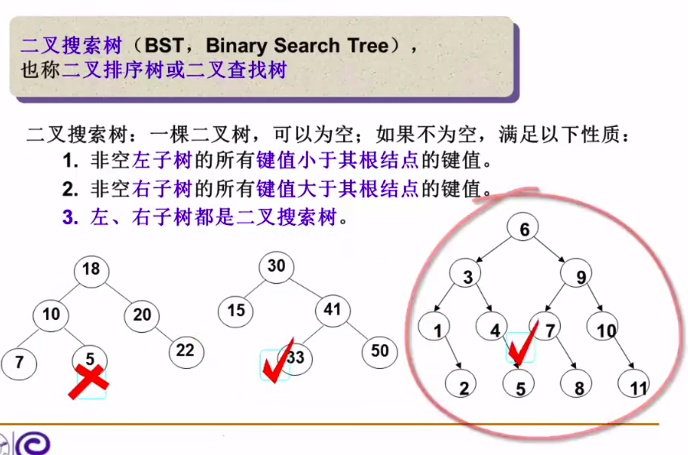 二叉搜索树（BST，Binary Search Tree），
也称二叉排序树或二叉查找树
二叉搜索树：一棵二叉树，可以为空；如果不为空，满足以下性质：
1. 非空左子树的所有键值小于其根结点的键值。
2. 非空右子树的所有键值大于其根结点的键值。
3. 左、右子树都是二叉搜索树。
18
10 20
7 5 22
30
15 41
33 50
6
3 9
1 4 7 10
2 5 8 11